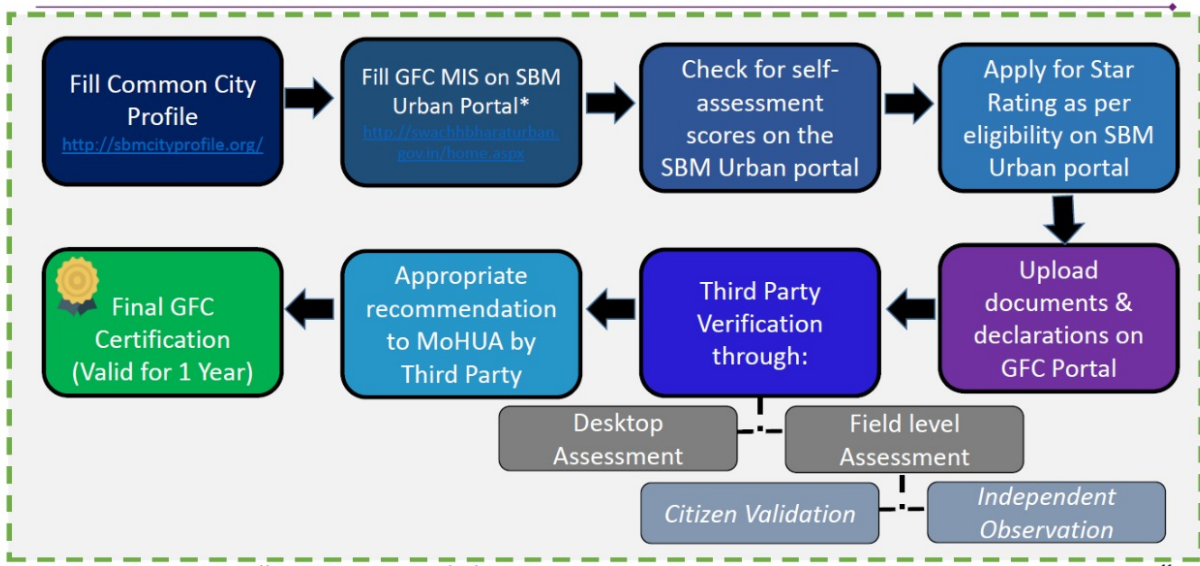 Fill Common City
Profile
http://sbmcityprofile.org/
Fill GFC MIS on SBM
Urban Portal*
http://swachhbharaturban.
gov.in/home.aspx
Check for self-
assessment
scores on the
SBM Urban portal
Apply for Star
Rating as per
eligibility on SBM
Urban portal
Upload
documents &
declarations on
GFC Portal
Third Party
Verification
through:
Appropriate
recommendation
to MoHUA by
Third Party
Final GFC
Certification
(Valid for 1 Year)
Desktop
Assessment
Field level
Assessment
Citizen Validation
Independent
Observation